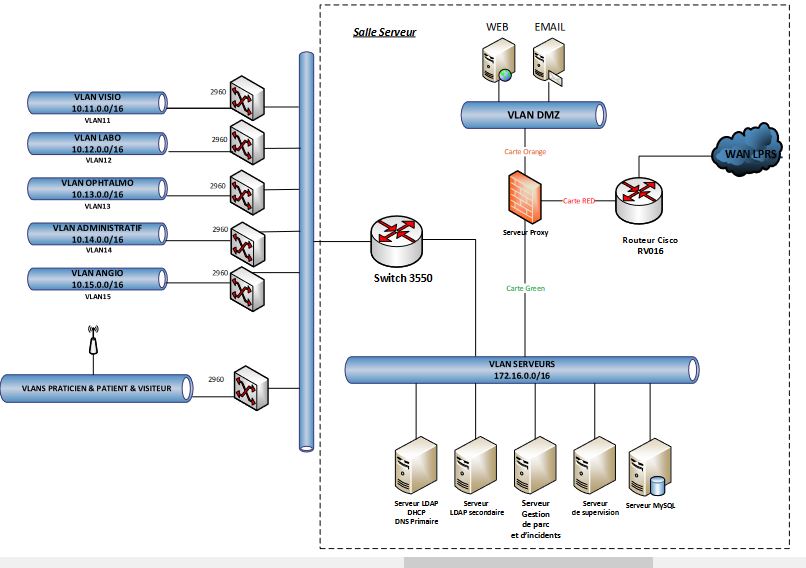 Salle Serveur
WEB
EMAIL
VLAN DMZ
Carte Orange
Carte RED
WAN LPRS
Serveur Proxy
Routeur Cisco
RV016
Carte Green
Switch 3550
2960
VLAN VISIO
10.11.0.0/16
VLAN11
2960
VLAN LABO
10.12.0.0/16
VLAN12
2960
VLAN OPHTALMO
10.13.0.0/16
VLAN13
2960
VLAN ADMINISTRATIF
10.14.0.0/16
VLAN14
2960
VLAN ANGIO
10.15.0.0/16
VLAN15
2960
VLANS PRATICIEN & PATIENT & VISITEUR
VLAN SERVEURS
172.16.0.0/16
Serveur LDAP
DHCP
DNS Primaire
Serveur
LDAP secondaire
Serveur
Gestion
de parc
et d'incidents
Serveur
de supervision
Serveur MySQL